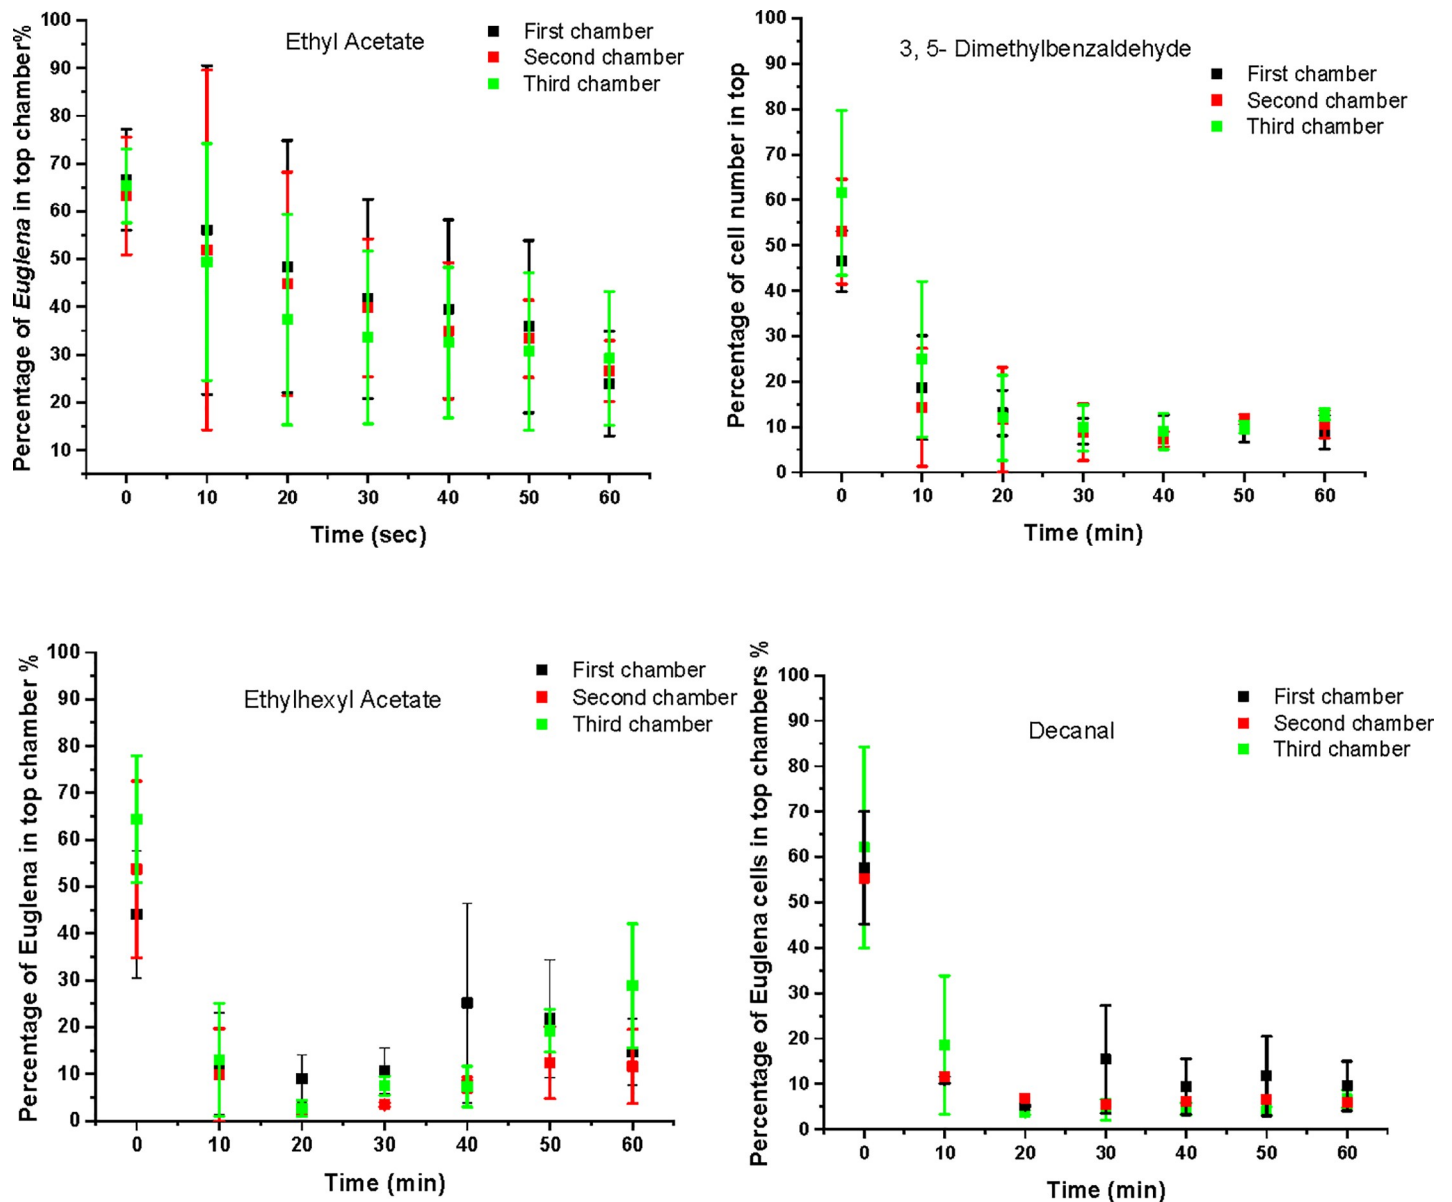 Ethyl Acetate
First chamber
Second chamber
Third chamber
Percentage of Euglena in top chamber%
100
90
80
70
60
50
40
30
20
10
0 10 20 30 40 50 60
Time (sec)
3, 5- Dimethylbenzaldehyde
First chamber
Second chamber
Third chamber
Percentage of cell number in top
100
90
80
70
60
50
40
30
20
10
0
0 10 20 30 40 50 60
Time (min)
Ethylhexyl Acetate
First chamber
Second chamber
Third chamber
Percentage of Euglena in top chamber %
100
90
80
70
60
50
40
30
20
10
0
0 10 20 30 40 50 60
Time (min)
Decanal
First chamber
Second chamber
Third chamber
Percentage of Euglena cells in top chambers %
100
90
80
70
60
50
40
30
20
10
0
0 10 20 30 40 50 60
Time (min)